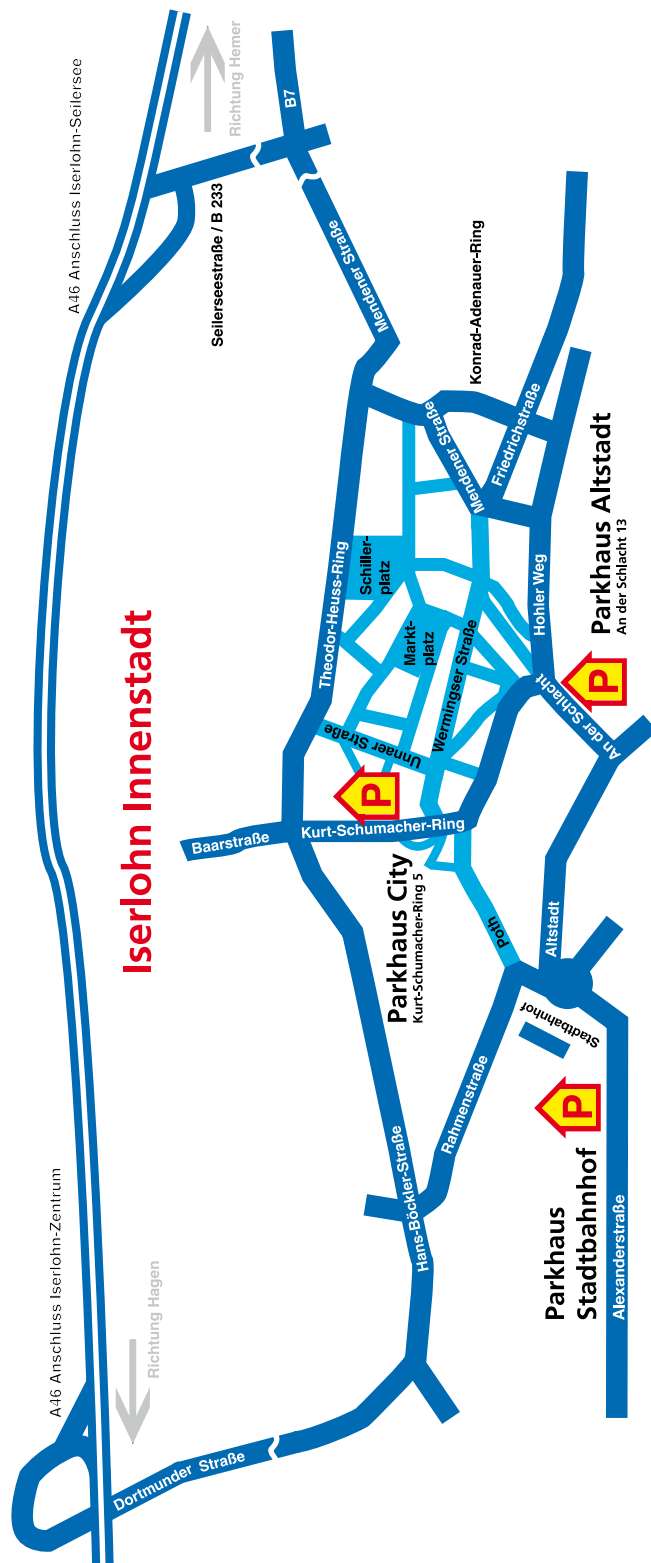 A46 Anschluss Iserlohn-Zentrum
A46 Anschluss Iserlohn-Seilersee
Richtung Hagen
Richtung Hemer
Iserlohn Innenstadt
Dortmunder Straße
Seilerseestraße / B 233
B7
Baarstraße
Mendener Straße
Theodor-Heuss-Ring
Unnaer Straße
Schiller-
platz
P
Kurt-Schumacher-Ring
Markt-
platz
Parkhaus City
Kurt-Schumacher-Ring 5
Hans-Böckler-Straße
Rahmenstraße
Wermingser Straße
Mendener Straße
Konrad-Adenauer-Ring
Poth
Friedrichstraße
Hohler Weg
Altstadt
Stadtbahnhof
An der Schlacht
P
Parkhaus Altstadt
An der Schlacht 13
Parkhaus
Stadtbahnhof
P
Alexanderstraße